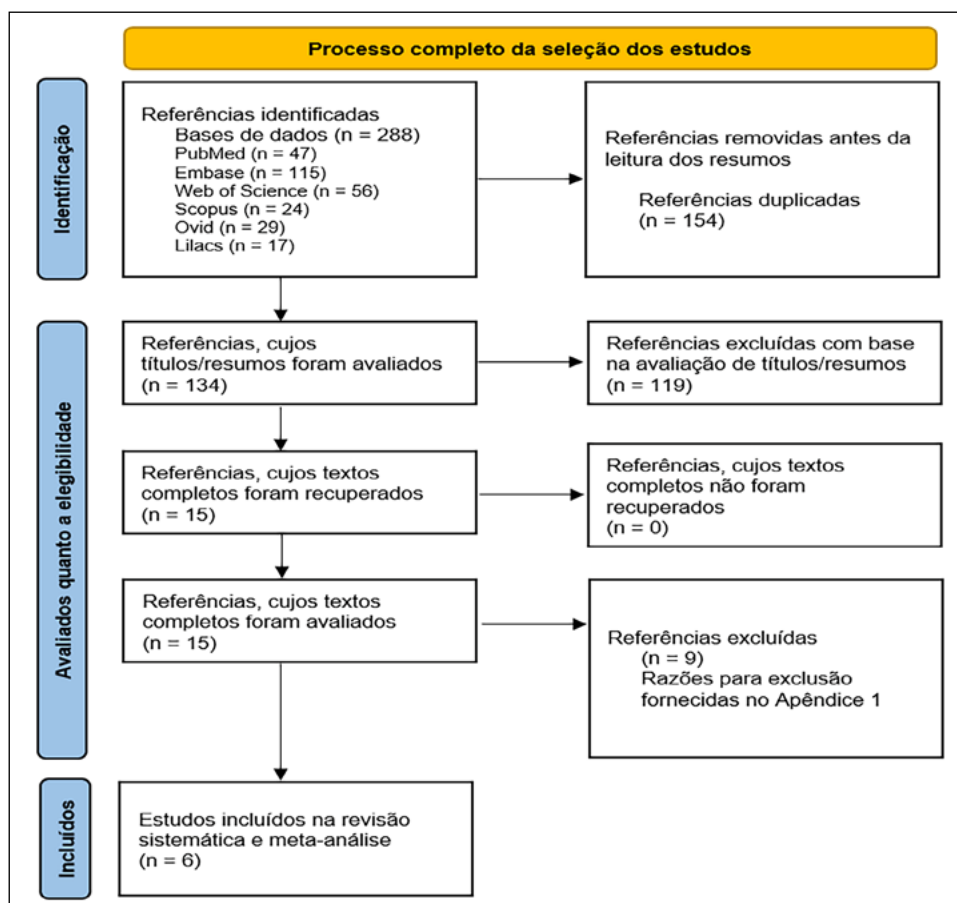 Processo completo da seleção dos estudos
Identificação
Referências identificadas
Bases de dados (n = 288)
PubMed (n = 47)
Embase (n = 115)
Web of Science (n = 56)
Scopus (n = 24)
Ovid (n = 29)
Lilacs (n = 17)
Referências removidas antes da
leitura dos resumos
Referências duplicadas
(n = 154)
Avaliados quanto a elegibilidade
Referências, cujos
títulos/resumos foram avaliados
(n = 134)
Referências excluídas com base
na avaliação de títulos/resumos
(n = 119)
Referências, cujos textos
completos foram recuperados
(n = 15)
Referências, cujos textos
completos não foram
recuperados
(n = 0)
Referências, cujos textos
completos foram avaliados
(n = 15)
Referências excluídas
(n = 9)
Razões para exclusão
fornecidas no Apêndice 1
Incluídos
Estudos incluídos na revisão
sistemática e meta-análise
(n = 6)